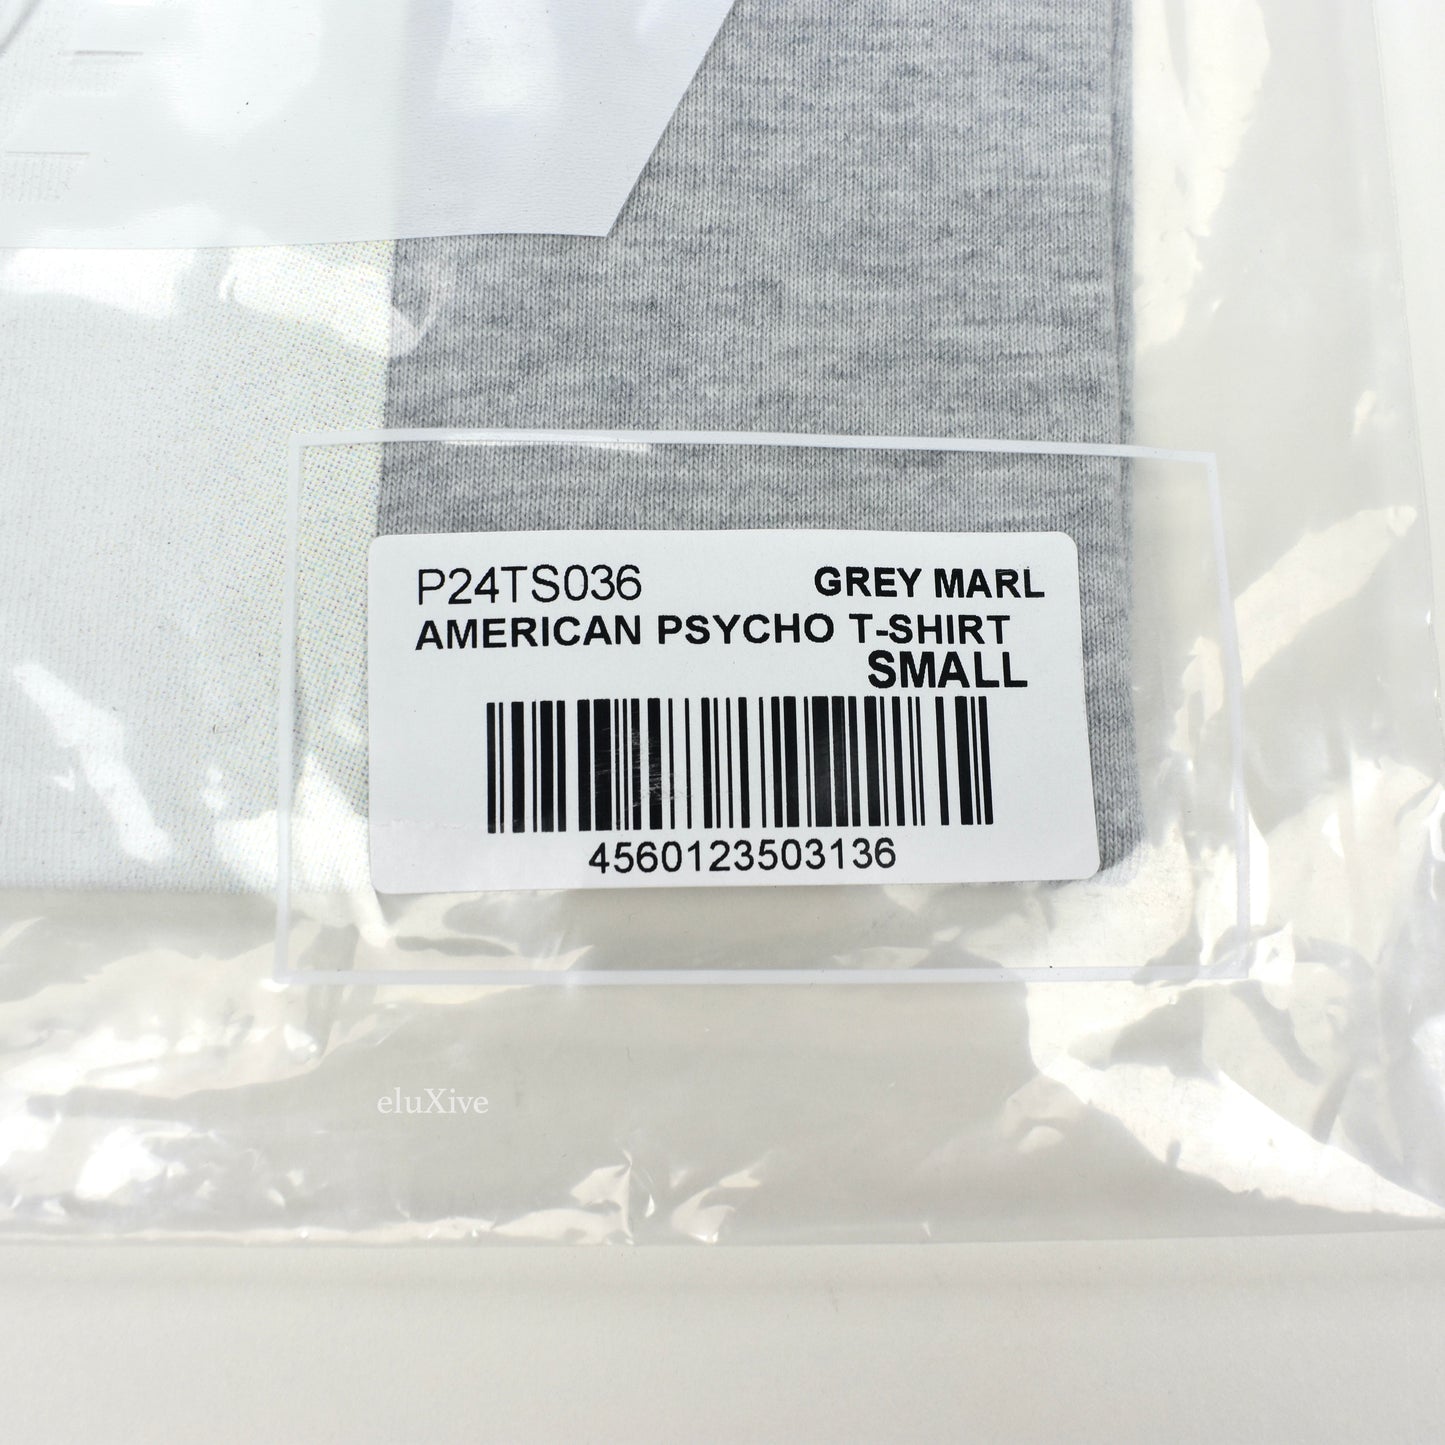 P24TS036 GREY MARL
AMERICAN PSYCHO T-SHIRT
SMALL
4560123503136
eluXive